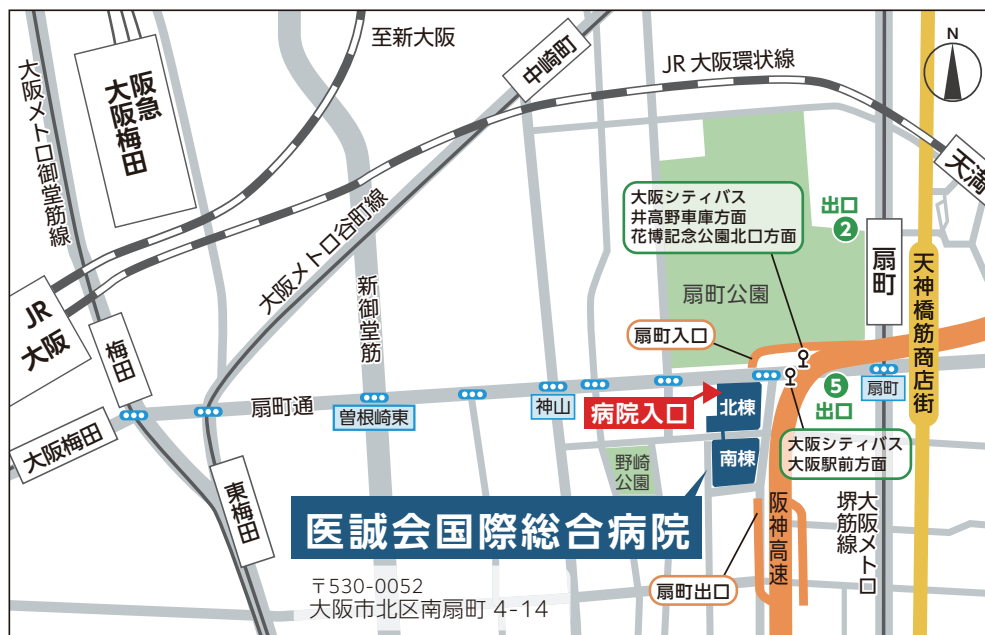 至新大阪
中崎町
JR 大阪環状線
N
阪急
大阪梅田
大阪メトロ御堂筋線
天満
大阪シティバス
井高野車庫方面
花博記念公園北口方面
出口
2
扇町
天神橋筋商店街
大阪メトロ谷町線
新御堂筋
扇町公園
JR
大阪
梅田
扇町入口
扇町通
曽根崎東
神山
病院入口
北棟
南棟
5
出口
扇町
大阪梅田
東梅田
野崎
公園
大阪シティバス
大阪駅前方面
医誠会国際総合病院
阪神高速
大阪メトロ
堺筋線
扇町出口
〒530-0052
大阪市北区南扇町 4-14